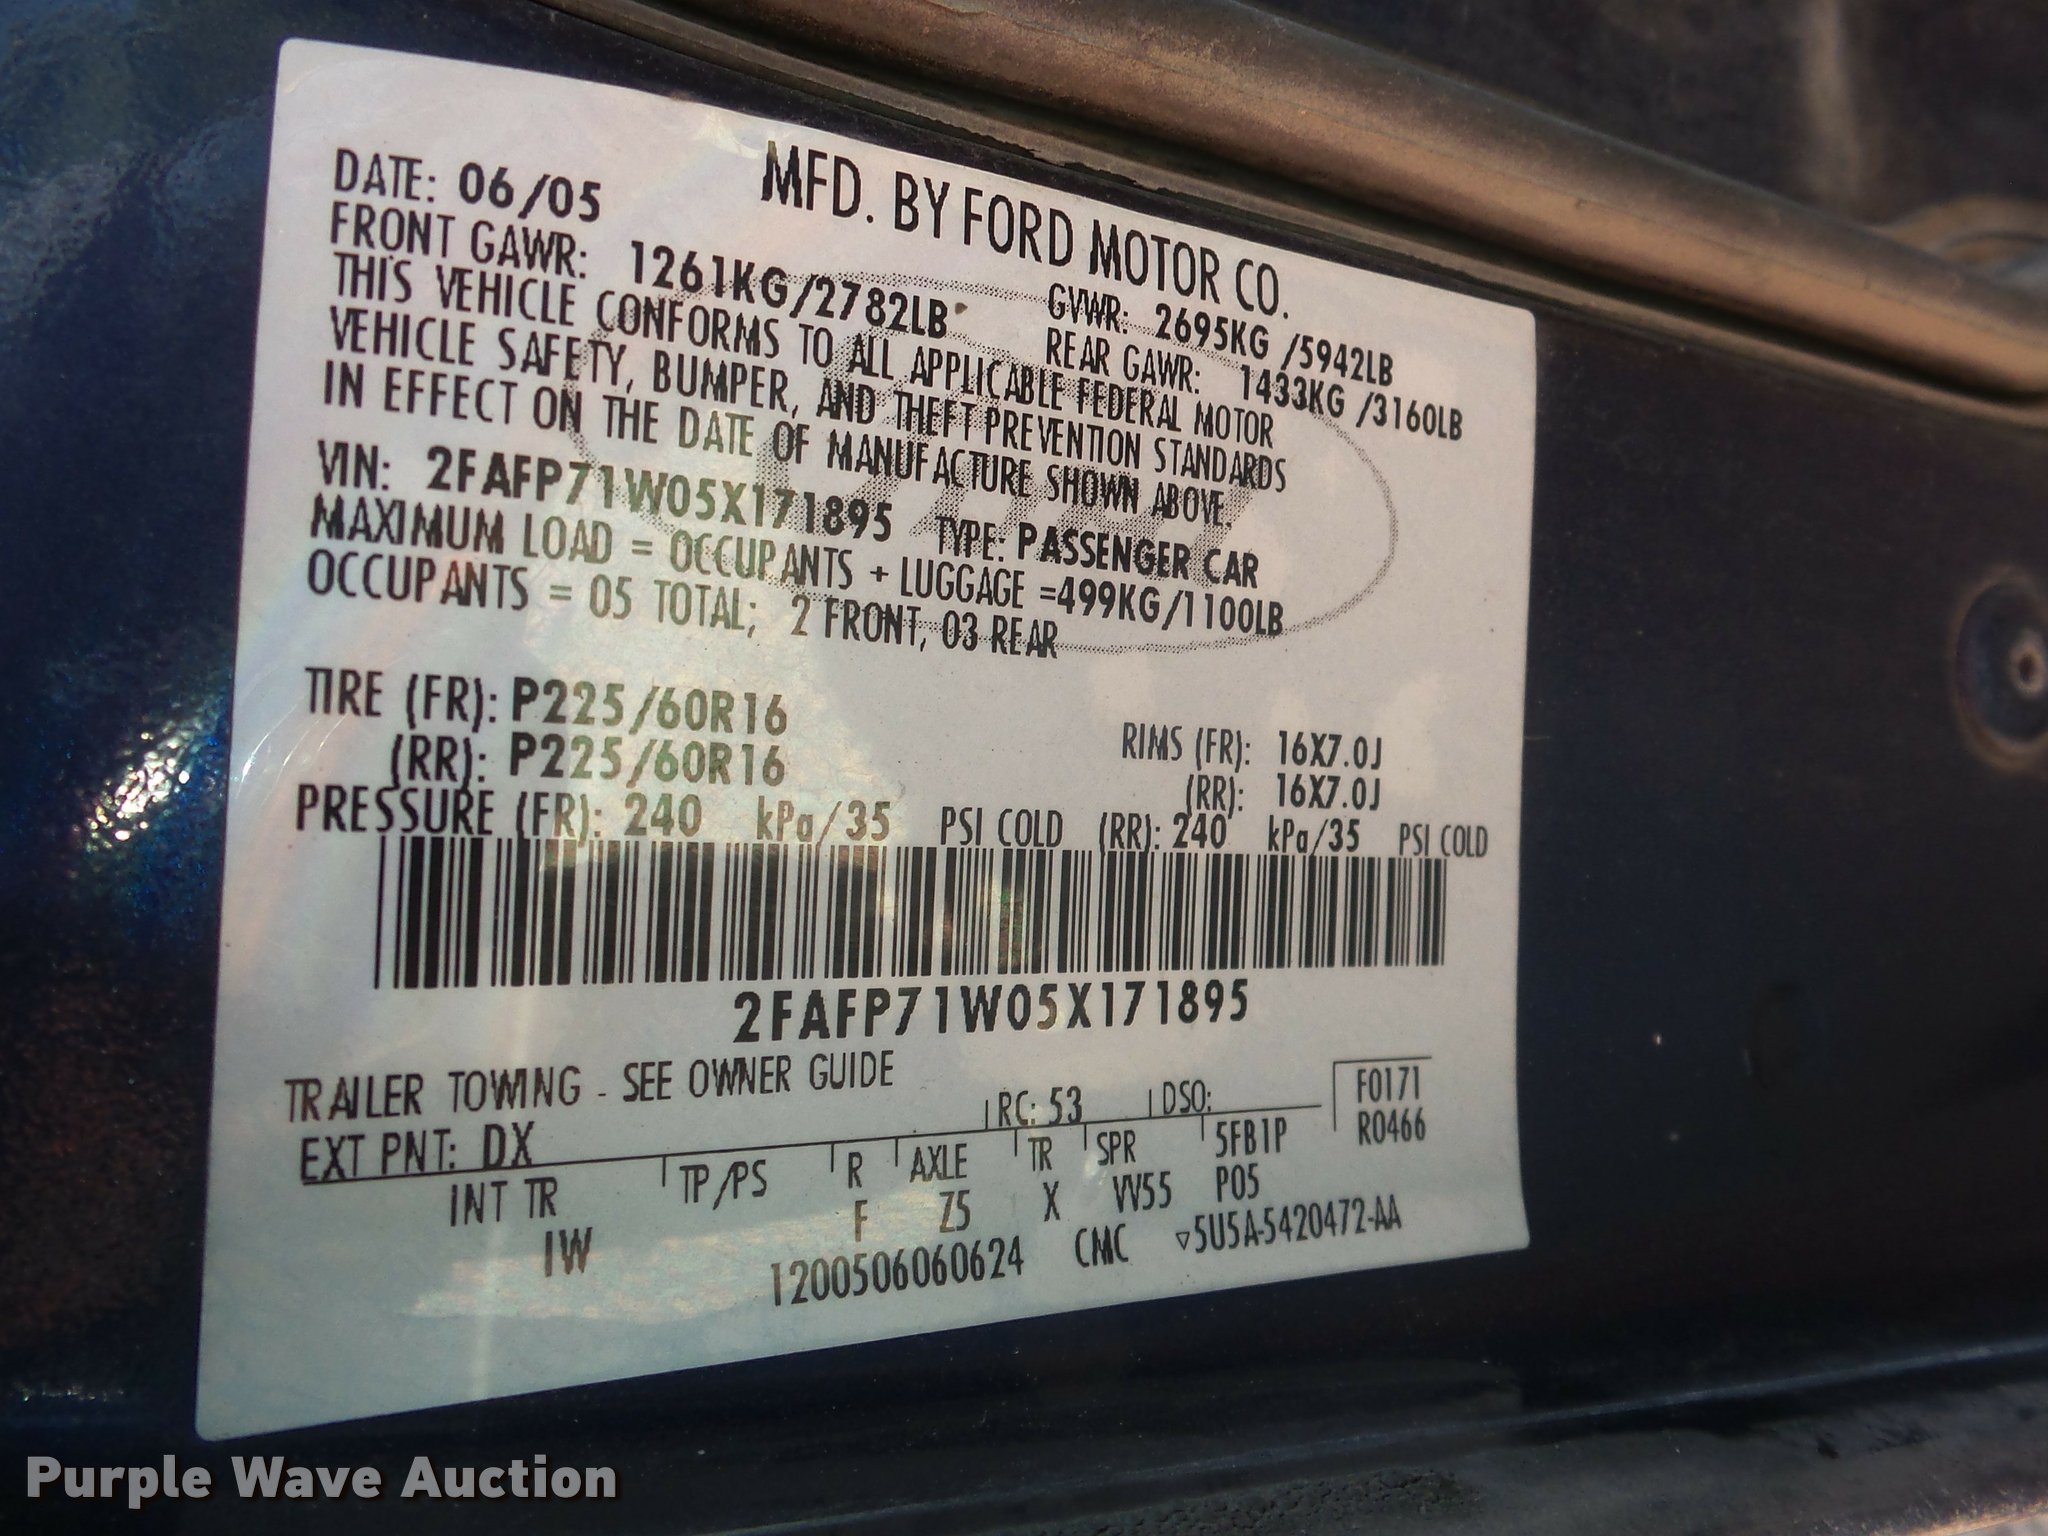 MFD. BY FORD MOTOR CO.
DATE: 06/05
GVWR: 2695KG /5942LB
FRONT GAWR: 1261KG/2782LB
REAR GAWR: 1433KG /3160LB
THIS VEHICLE CONFORMS TO ALL APPLICABLE FEDERAL MOTOR
VEHICLE SAFETY, BUMPER, AND THEFT PREVENTION STANDARDS
IN EFFECT ON THE DATE OF MANUFACTURE SHOWN ABOVE.
VIN: 2FAFP71W05X171895 TYPE: PASSENGER CAR
MAXIMUM LOAD = OCCUPANTS + LUGGAGE =499KG/1100LB
OCCUPANTS = 05 TOTAL; 2 FRONT, 03 REAR
TIRE (FR): P225/60R16 RIMS (FR): 16X7.0J
(RR): P225/60R16 (RR): 16X7.0J
PRESSURE (FR): 240 kPa/35 PSI COLD (RR): 240 kPa/35 PSI COLD
2FAFP71W05X171895
TRAILER TOWING - SEE OWNER GUIDE
EXT PNT: DX RC: 53 DSO: F0171
R0466
INT TR TP/PS R AXLE TR SPR 5FB1P
IW F Z5 X VV55 P05
1200506060624 CMC ▽5U5A-5420472-AA
Purple Wave Auction